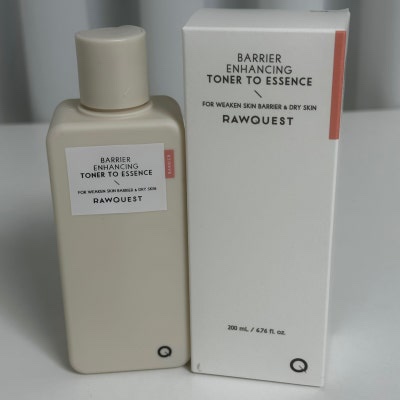 BARRIER
ENHANCING
TONER TO ESSENCE
FOR WEAKEN SKIN BARRIER & DRY SKIN
RAWQUEST
BARRIER
Q
BARRIER
ENHANCING
TONER TO ESSENCE
FOR WEAKEN SKIN BARRIER & DRY SKIN
RAWQUEST
200 mL / 6.76 fl. oz.
Q